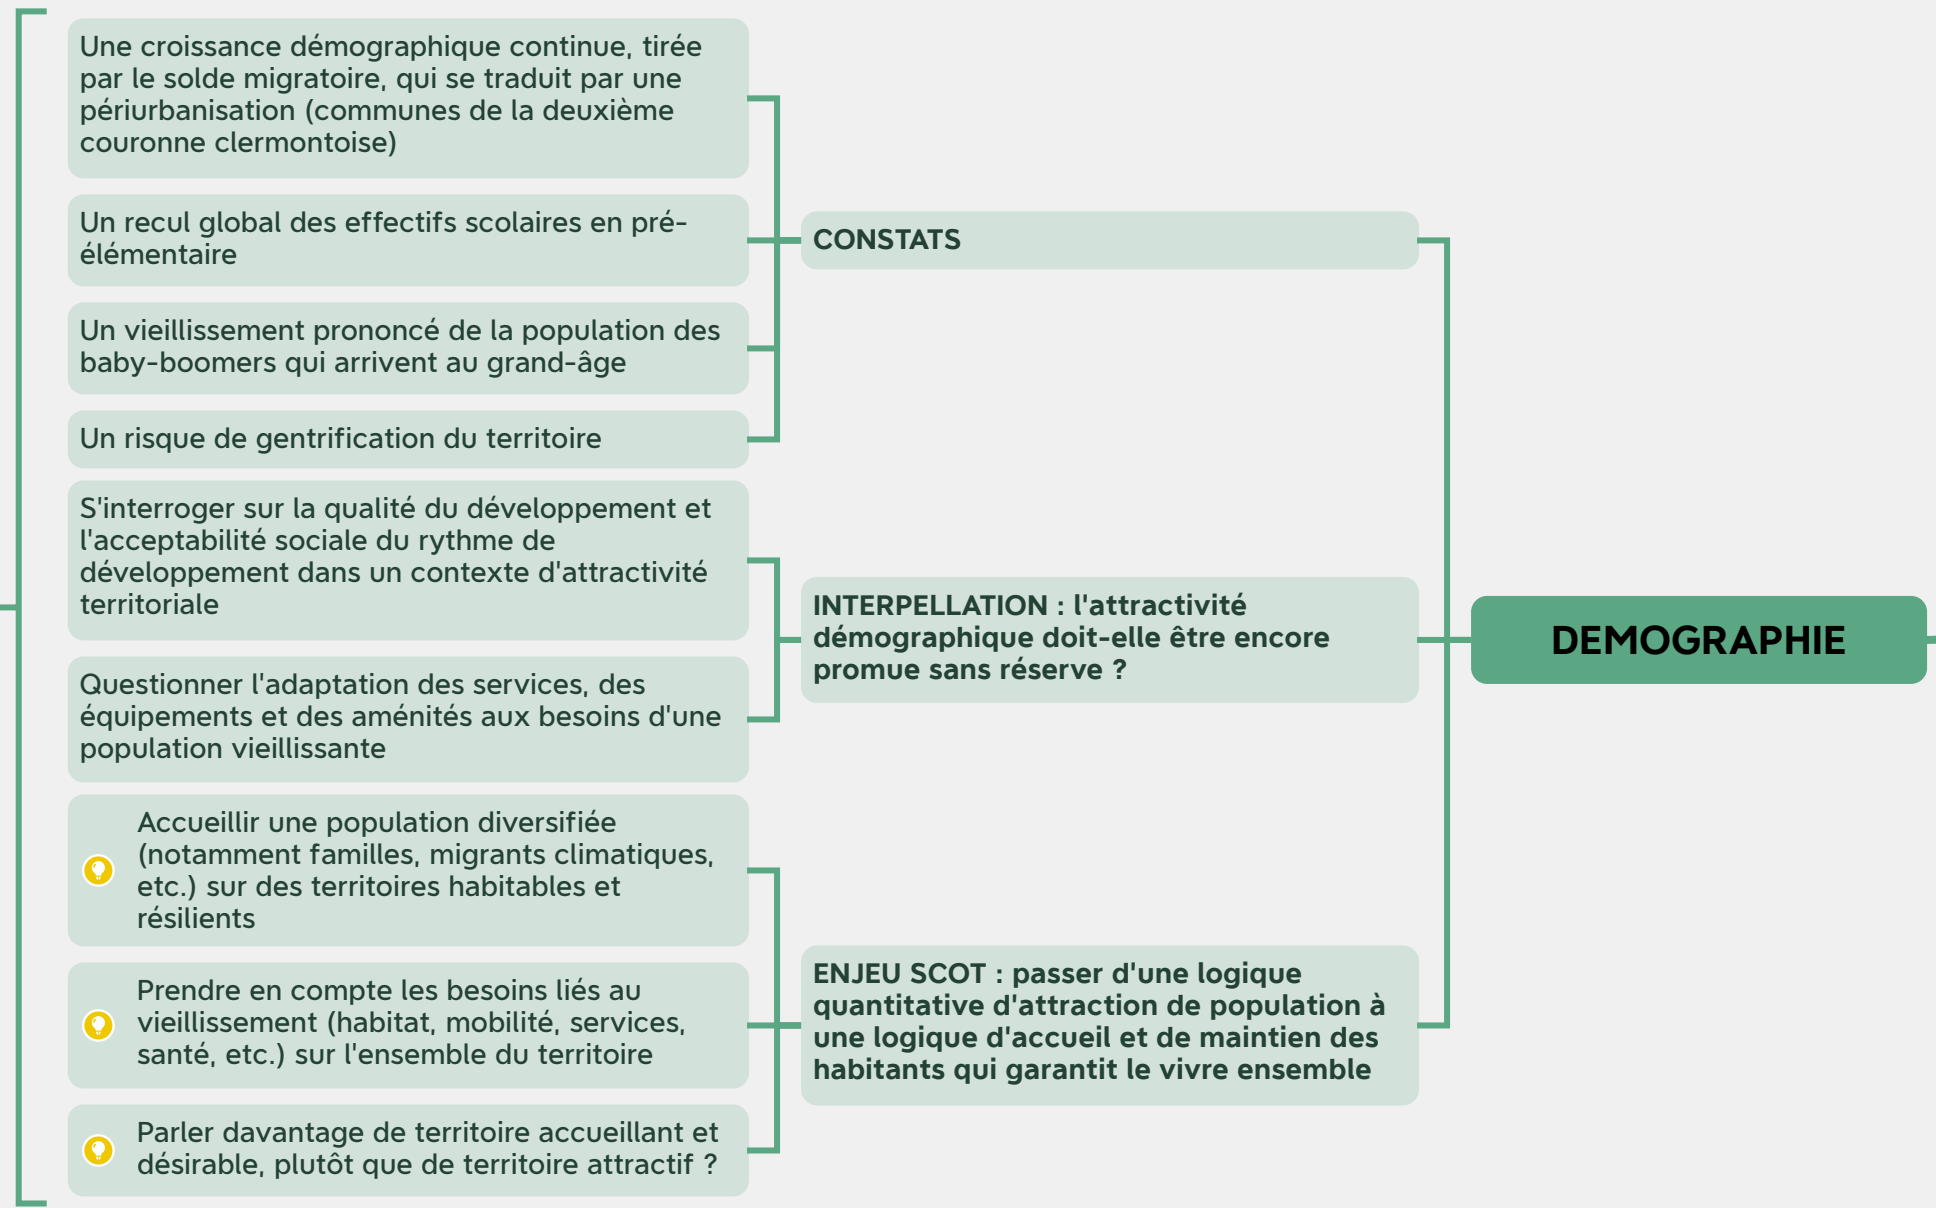 Une croissance démographique continue, tirée
par le solde migratoire, qui se traduit par une
périurbanisation (communes de la deuxième
couronne clermontoise)
Un recul global des effectifs scolaires en pré-
élémentaire
Un vieillissement prononcé de la population des
baby-boomers qui arrivent au grand-âge
Un risque de gentrification du territoire
CONSTATS
S'interroger sur la qualité du développement et
l'acceptabilité sociale du rythme de
développement dans un contexte d'attractivité
territoriale
Questionner l'adaptation des services, des
équipements et des aménités aux besoins d'une
population vieillissante
INTERPELLATION : l'attractivité
démographique doit-elle être encore
promue sans réserve ?
Accueillir une population diversifiée
(notamment familles, migrants climatiques,
etc.) sur des territoires habitables et
résilients
Prendre en compte les besoins liés au
vieillissement (habitat, mobilité, services,
santé, etc.) sur l'ensemble du territoire
Parler davantage de territoire accueillant et
désirable, plutôt que de territoire attractif ?
ENJEU SCOT : passer d'une logique
quantitative d'attraction de population à
une logique d'accueil et de maintien des
habitants qui garantit le vivre ensemble
DEMOGRAPHIE